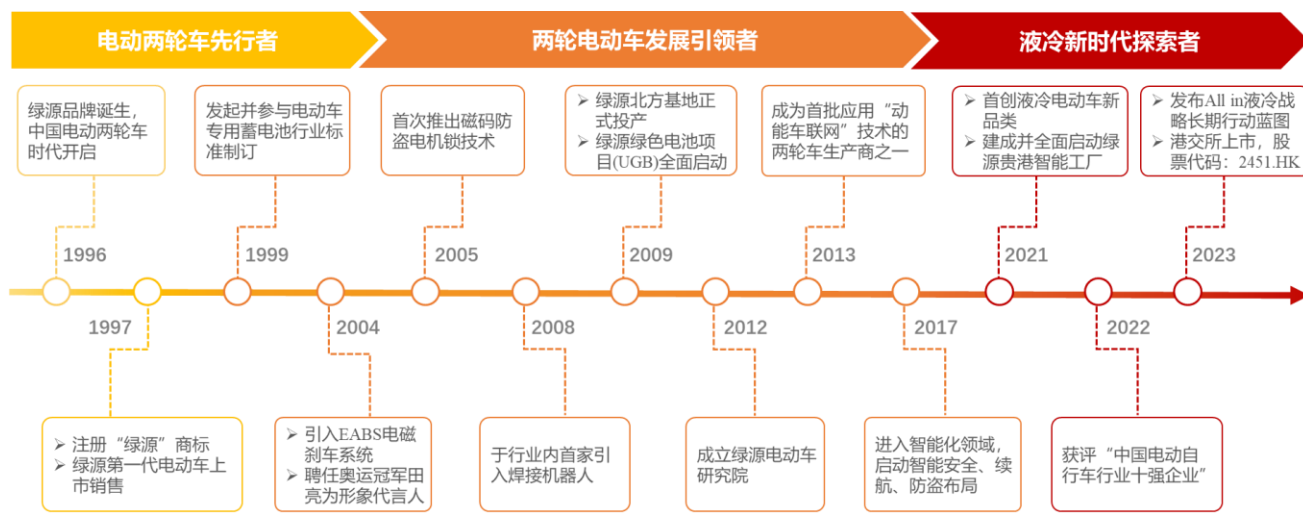 电动两轮车先行者
两轮电动车发展引领者
液冷新时代探索者
绿源品牌诞生，
中国电动两轮车
时代开启
发起并参与电动车
专用蓄电池行业标
准制订
首次推出磁码防
盗电机锁技术
➢ 绿源北方基地正
式投产
➢ 绿源绿色电池项
目(UGB)全面启动
成为首批应用“动
能车联网”技术的
两轮车生产商之一
➢ 首创液冷电动车新
品类
➢ 建成并全面启动绿
源贵港智能工厂
➢ 发布All in液冷战
略长期行动蓝图
➢ 港交所上市，股
票代码：2451.HK
1996
1999
2005
2009
2013
2021
2023
1997
2004
2008
2012
2017
2022
➢ 注册“绿源”商标
➢ 绿源第一代电动车上
市销售
➢ 引入EABS电磁
刹车系统
➢ 聘任奥运冠军田
亮为形象代言人
于行业内首家引
入焊接机器人
成立绿源电动车
研究院
进入智能化领域，
启动智能安全、续
航、防盗布局
获评“中国电动自
行车行业十强企业”